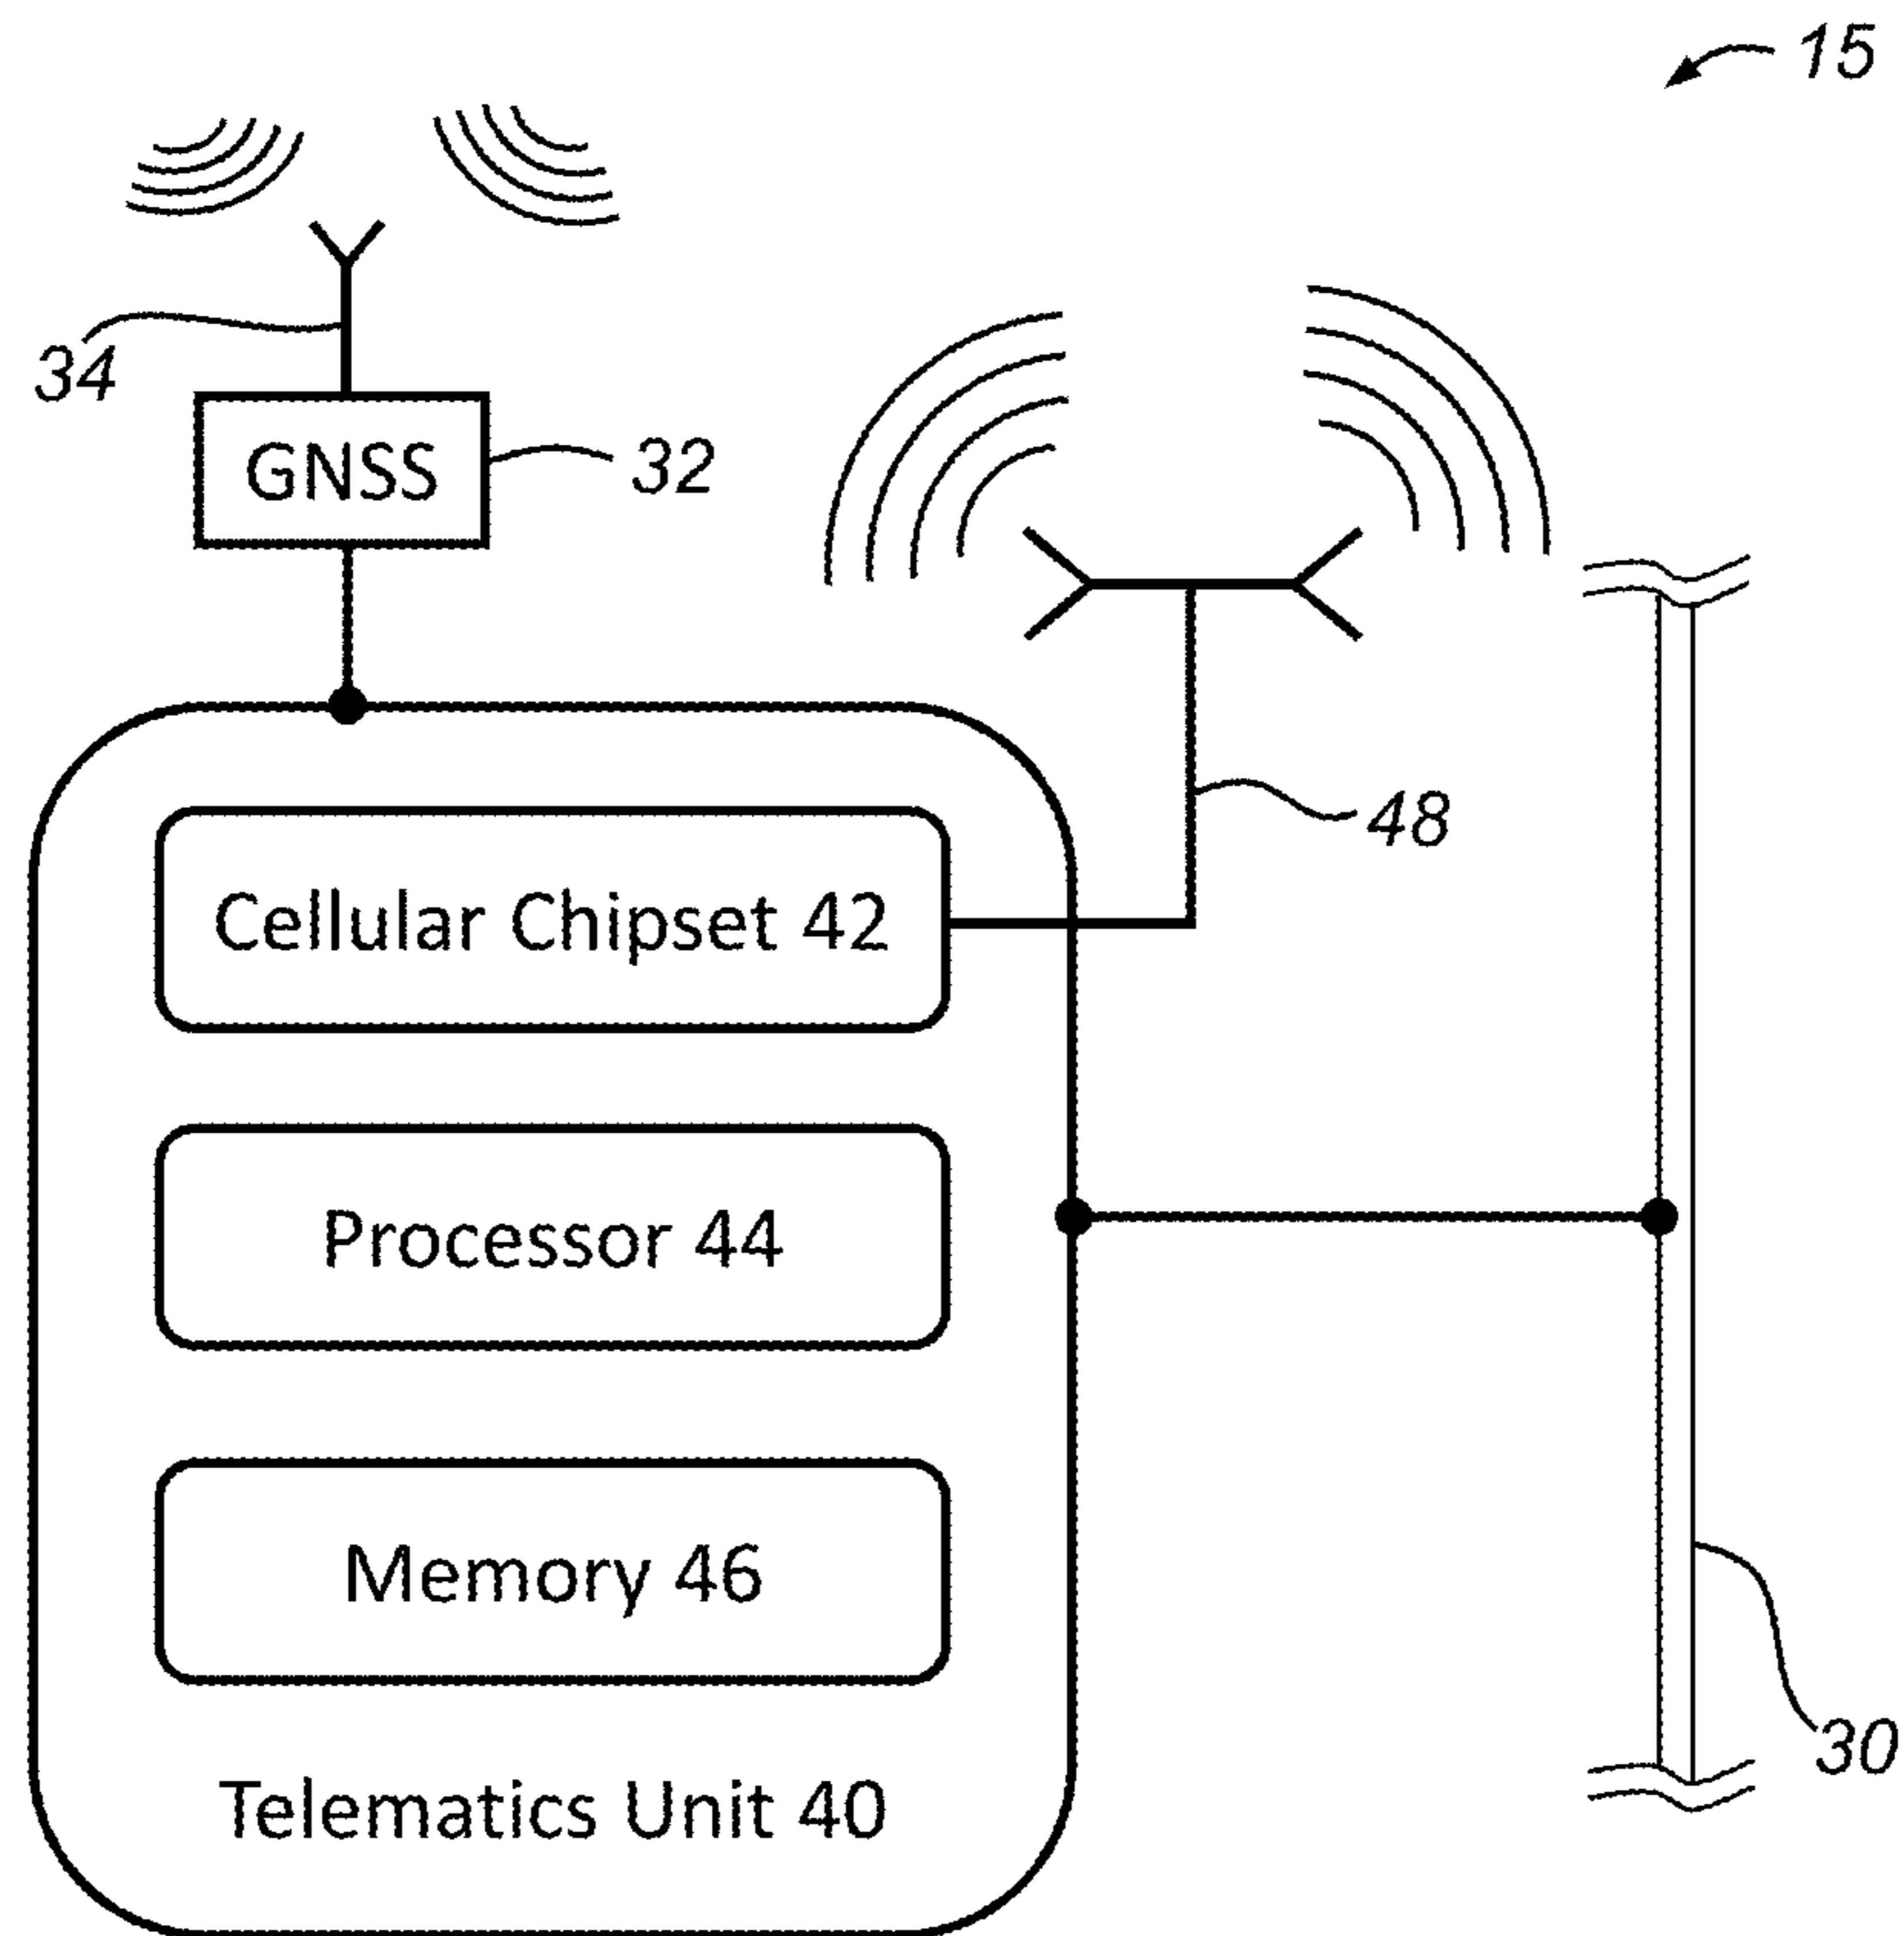 15
34
GNSS
32
48
Cellular Chipset 42
Processor 44
Memory 46
30
Telematics Unit 40